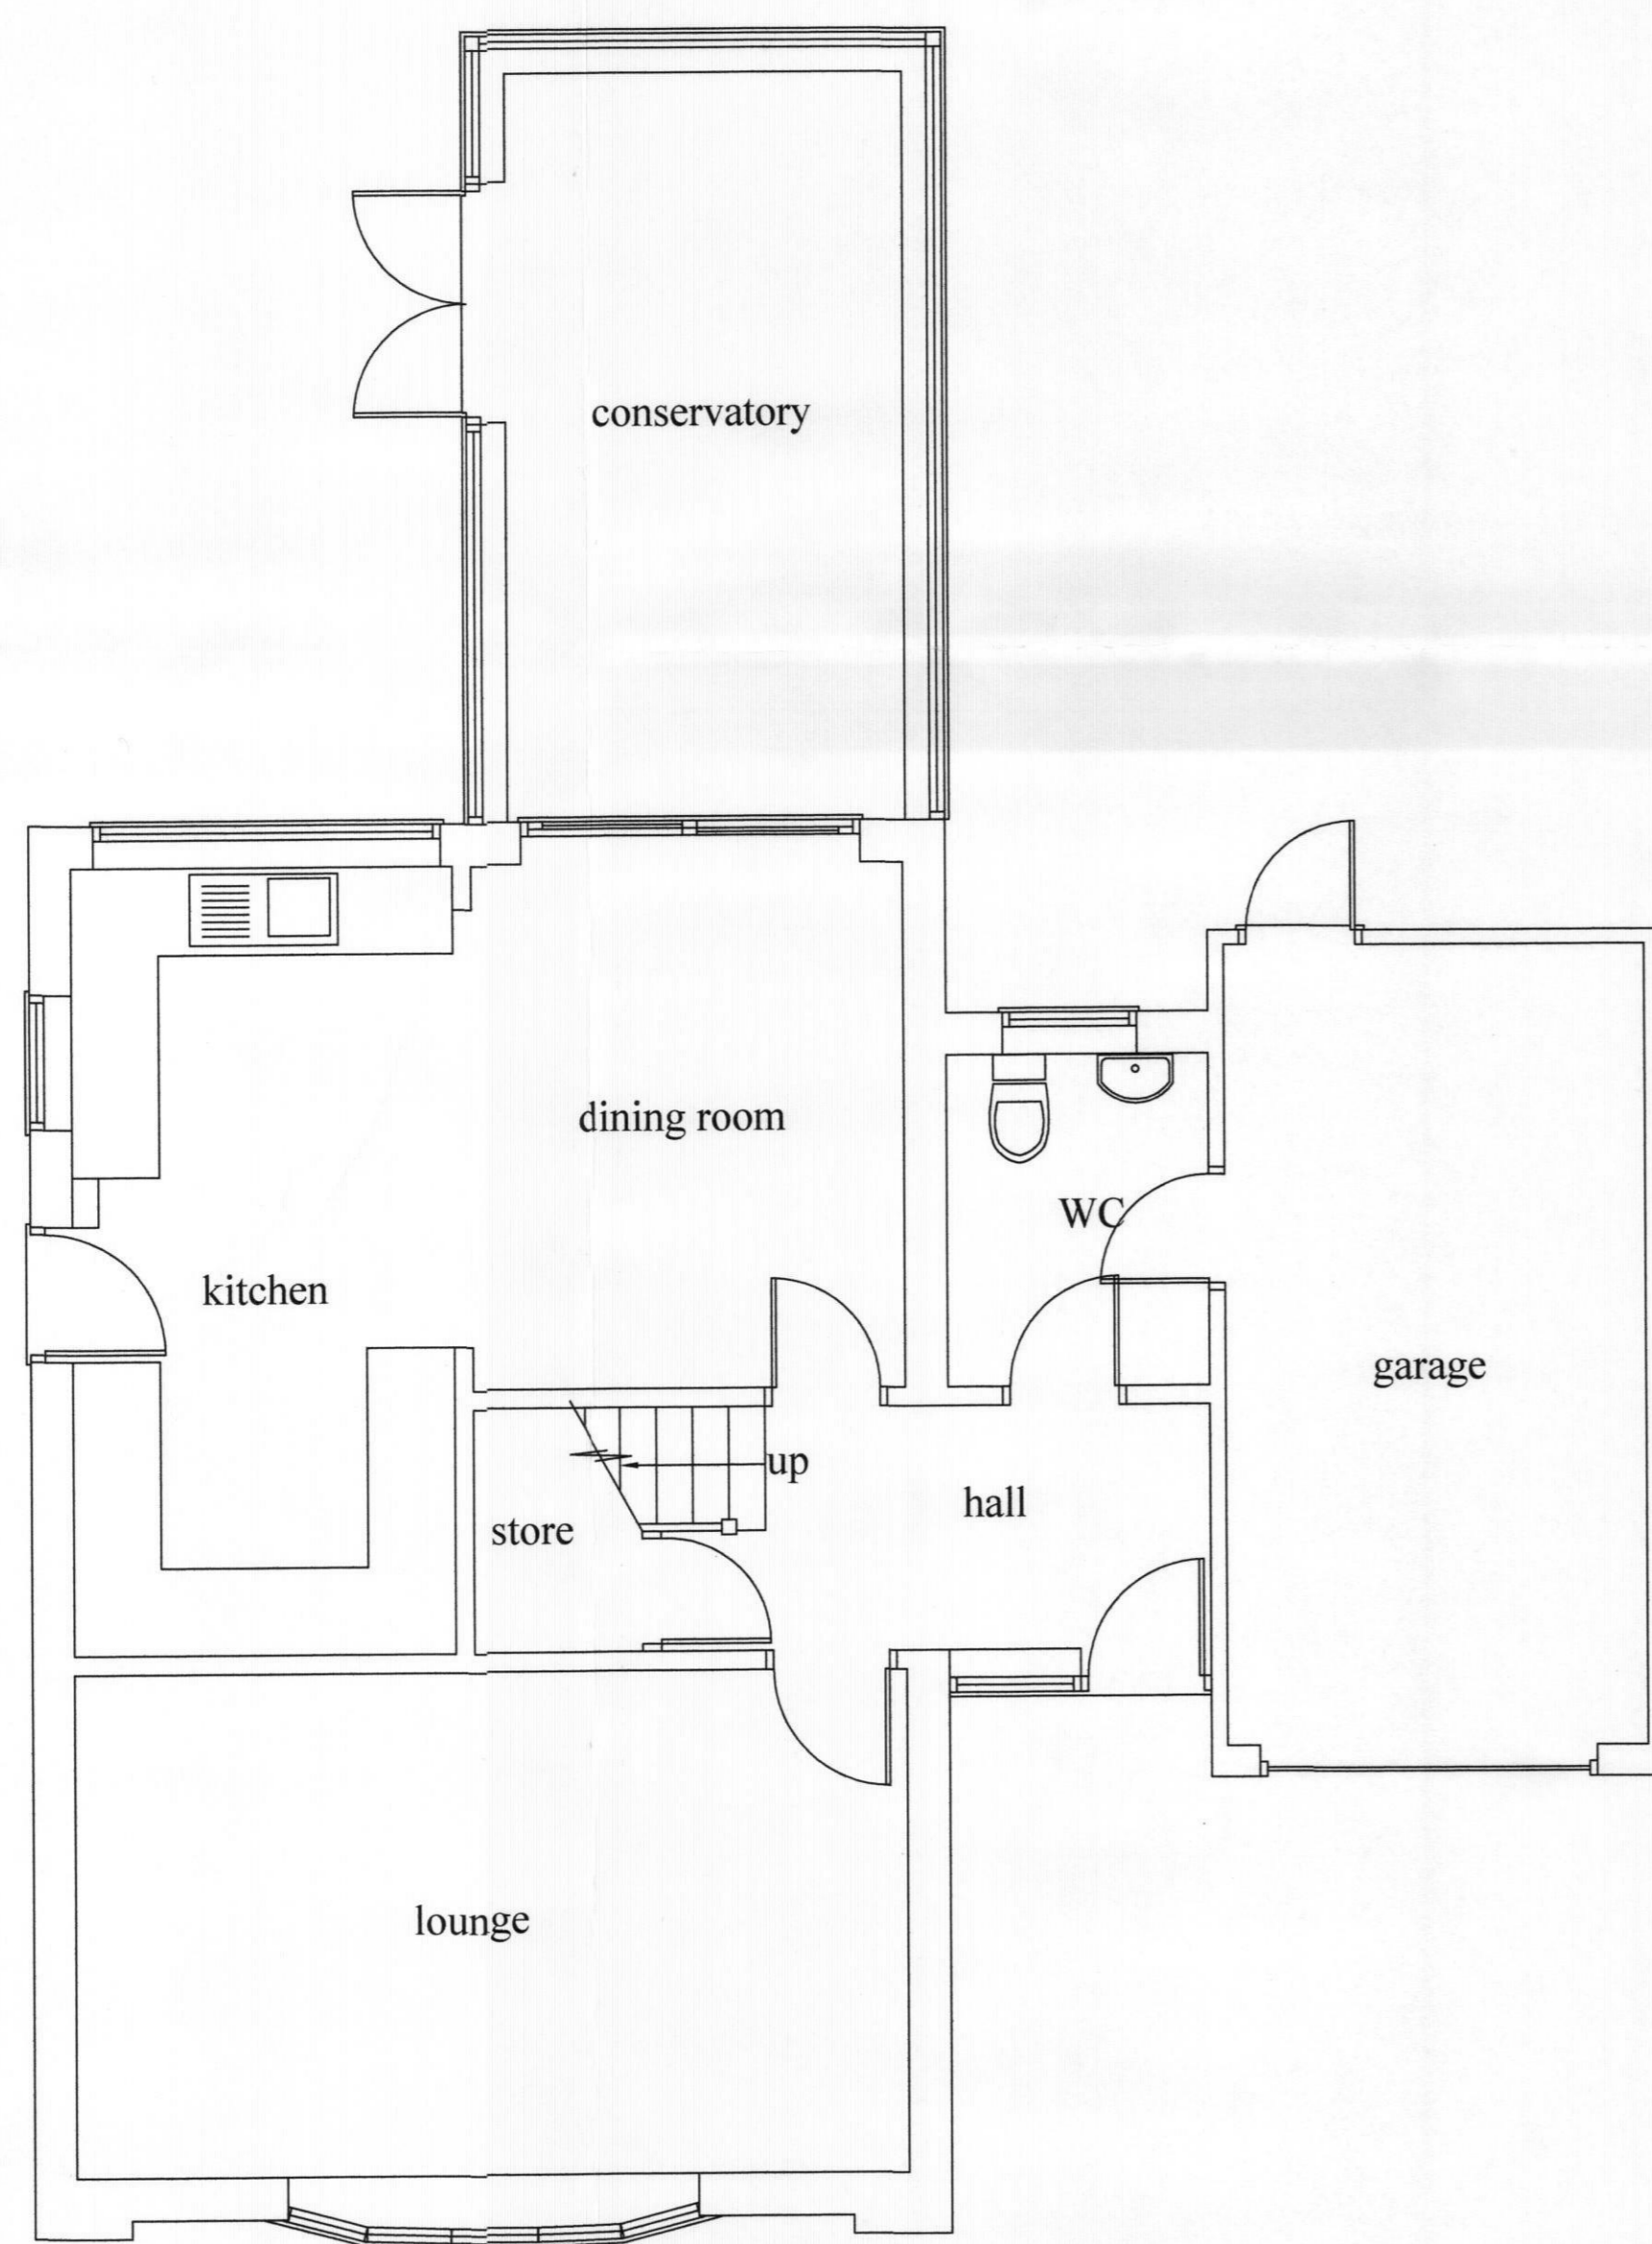 conservatory
dining room
WC
kitchen
garage
up
hall
store
lounge